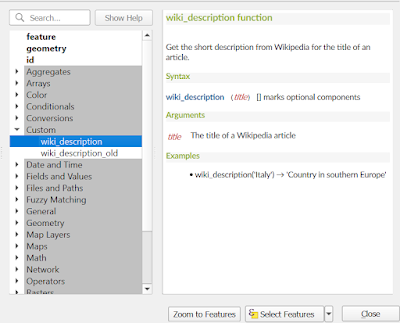 Search...
Show Help
feature
geometry
id
Aggregates
Arrays
Color
Conditionals
Conversions
Custom
wiki_description
wiki_description_old
Date and Time
Fields and Values
Files and Paths
Fuzzy Matching
General
Geometry
Map Layers
Maps
Math
Network
Operators
Rasters
wiki_description function
Get the short description from Wikipedia for the title of an
article.
Syntax
wiki_description (title) [] marks optional components
Arguments
title The title of a Wikipedia article
Examples
• wiki_description('Italy') → 'Country in southern Europe'
Zoom to Features
Select Features
Close